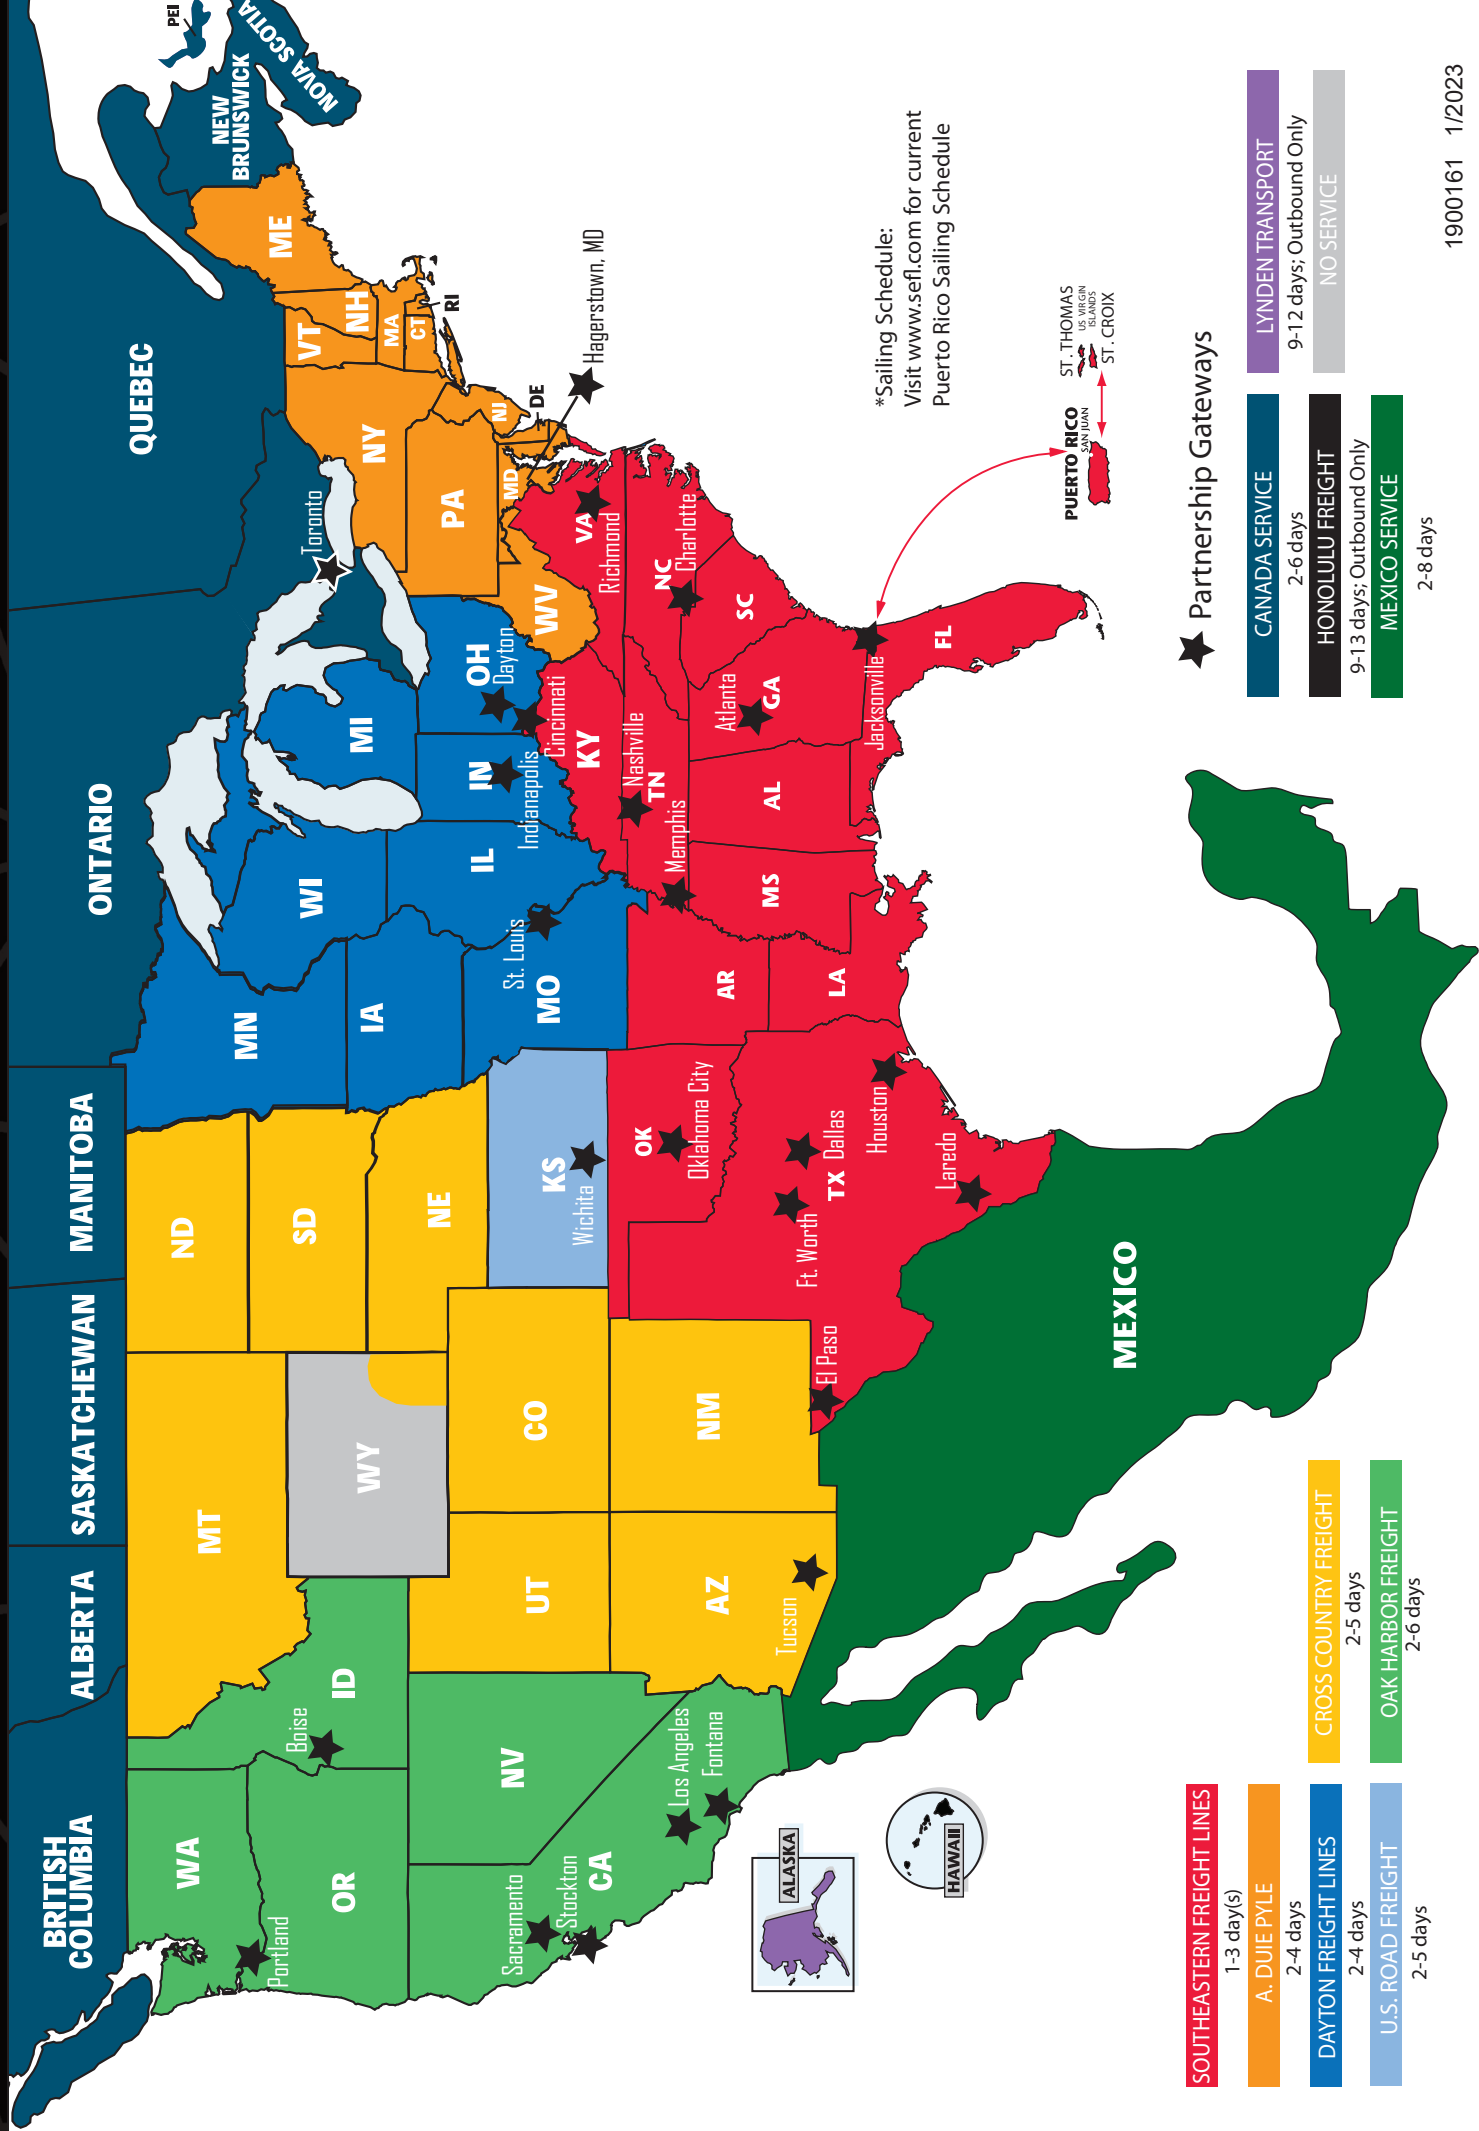 BRITISH
COLUMBIA
ALBERTA
SASKATCHEWAN
MANITOBA
ONTARIO
QUEBEC
NEW
BRUNSWICK
PEI
NOVA SCOTIA
WA
Portland
OR
Boise
ID
MT
WY
ND
SD
NE
MN
IA
WI
MI
Toronto
NY
VT
NH
ME
MA
CT
RI
PA
NJ
DE
MD
Hagerstown, MD
Sacramento
Stockton
CA
NV
Los Angeles
Fontana
UT
CO
AZ
Tucson
NM
KS
Wichita
St. Louis
MO
IL
IN
Indianapolis
OH
Dayton
Cincinnati
WV
VA
Richmond
KY
Nashville
TN
Memphis
NC
Charlotte
SC
OK
Oklahoma City
AR
MS
AL
Atlanta
GA
LA
TX
Dallas
Ft. Worth
El Paso
Houston
Laredo
Jacksonville
FL
MEXICO
ALASKA
HAWAII
*Sailing Schedule:
Visit www.sefl.com for current
Puerto Rico Sailing Schedule
PUERTO RICO
SAN JUAN
ST. THOMAS
US VIRGIN
ISLANDS
ST. CROIX
Partnership Gateways
SOUTHEASTERN FREIGHT LINES
1-3 day(s)
A. DUIE PYLE
2-4 days
DAYTON FREIGHT LINES
2-4 days
U.S. ROAD FREIGHT
2-5 days
CROSS COUNTRY FREIGHT
2-5 days
OAK HARBOR FREIGHT
2-6 days
CANADA SERVICE
2-6 days
HONOLULU FREIGHT
9-13 days; Outbound Only
MEXICO SERVICE
2-8 days
LYNDEN TRANSPORT
9-12 days; Outbound Only
NO SERVICE
1900161 1/2023